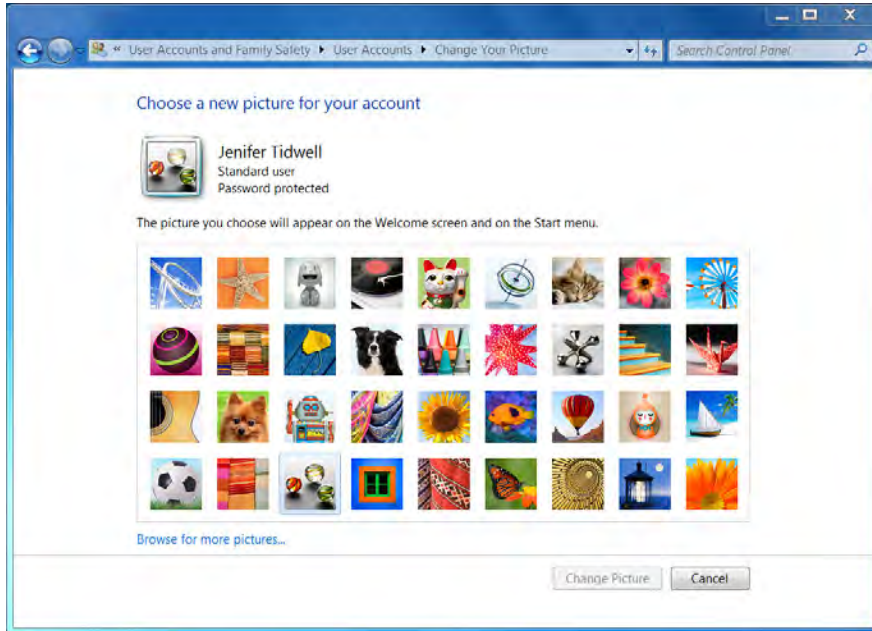 « User Accounts and Family Safety ▸ User Accounts ▸ Change Your Picture
Search Control Panel
Choose a new picture for your account
Jenifer Tidwell
Standard user
Password protected
The picture you choose will appear on the Welcome screen and on the Start menu.
Browse for more pictures...
Change Picture
Cancel